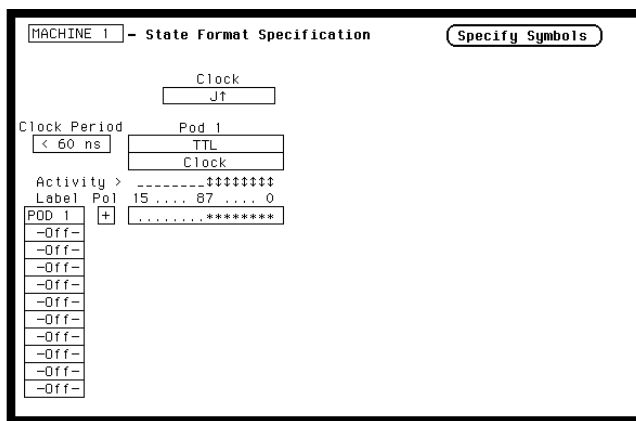 MACHINE 1 - State Format Specification Specify Symbols
Clock
J↑
Clock Period Pod 1
< 60 ns TTL
Clock
Activity > ________↕↕↕↕↕↕↕↕
Label Pol 15 .... 87 .... 0
POD 1 + ........********
-Off-
-Off-
-Off-
-Off-
-Off-
-Off-
-Off-
-Off-
-Off-
-Off-